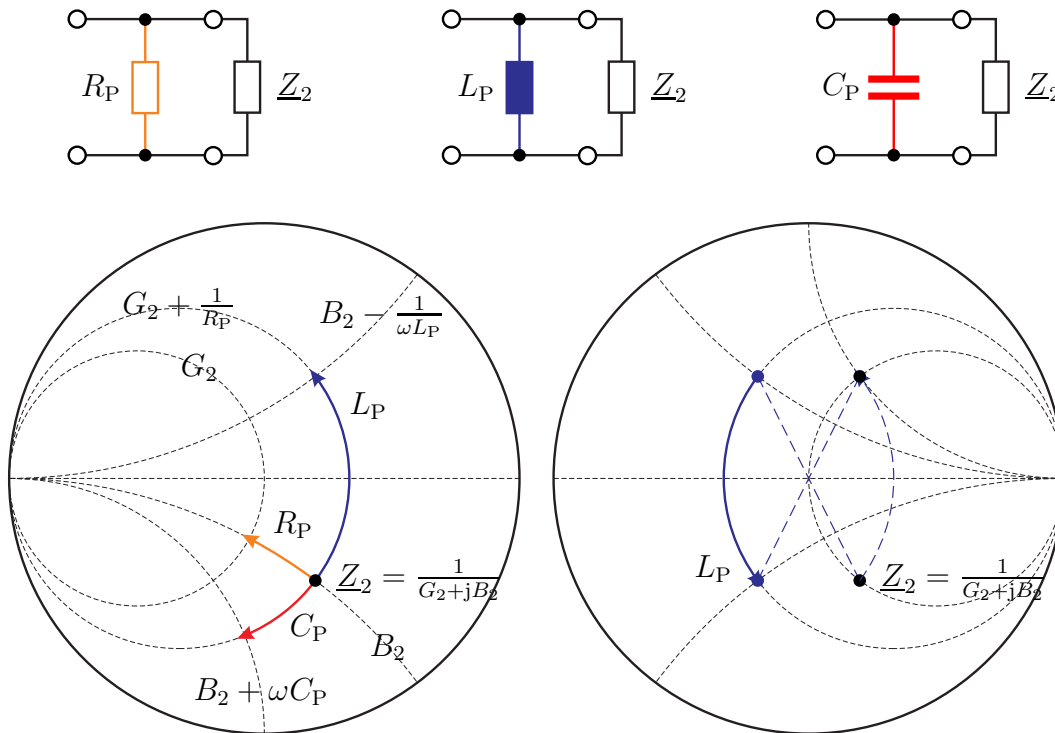 R_P Z_2 L_P Z_2 C_P Z_2
G_2 + 1/R_P
B_2 − 1/(ωL_P)
G_2
L_P
R_P
L_P
Z_2 = 1/(G_2+jB_2)
Z_2 = 1/(G_2+jB_2)
C_P
B_2
B_2 + ωC_P